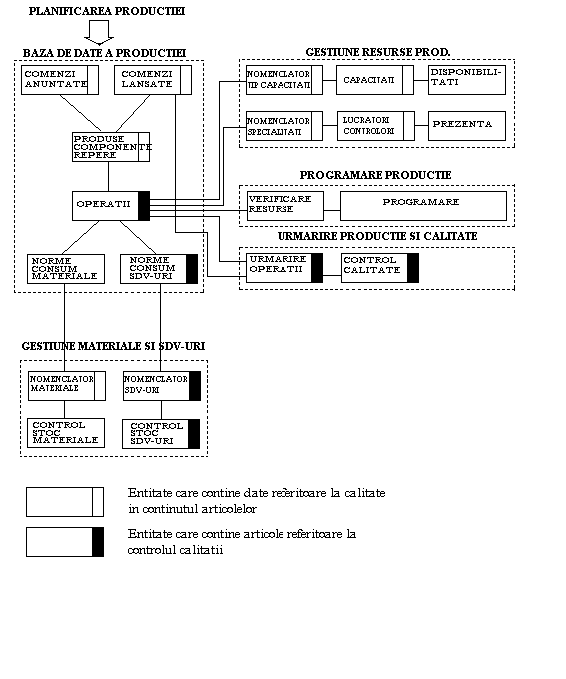 PLANIFICAREA PRODUCTIEI
BAZA DE DATE A PRODUCTIEI
COMENZI
ANUNTATE
COMENZI
LANSATE
PRODUSE
COMPONENTE
REPERE
OPERATII
NORME
CONSUM
MATERIALE
NORME
CONSUM
SDV-URI
GESTIUNE RESURSE PROD.
NOMENCLATOR
TIP CAPACITATI
CAPACITATI
DISPONIBILI-
TATI
NOMENCLATOR
SPECIALITATI
LUCRATORI
CONTROLORI
PREZENTA
PROGRAMARE PRODUCTIE
VERIFICARE
RESURSE
PROGRAMARE
URMARIRE PRODUCTIE SI CALITATE
URMARIRE
OPERATII
CONTROL
CALITATE
GESTIUNE MATERIALE SI SDV-URI
NOMENCLATOR
MATERIALE
NOMENCLATOR
SDV-URI
CONTROL
STOC
MATERIALE
CONTROL
STOC
SDV-URI
Entitate care contine date referitoare la calitate
in continutul articolelor
Entitate care contine articole referitoare la
controlul calitatii